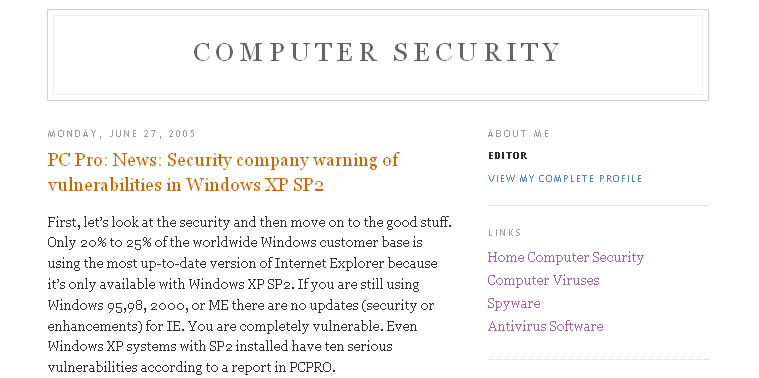 COMPUTER SECURITY
MONDAY, JUNE 27, 2005
PC Pro: News: Security company warning of
vulnerabilities in Windows XP SP2
First, let's look at the security and then move on to the good stuff.
Only 20% to 25% of the worldwide Windows customer base is
using the most up-to-date version of Internet Explorer because
it's only available with Windows XP SP2. If you are still using
Windows 95,98, 2000, or ME there are no updates (security or
enhancements) for IE. You are completely vulnerable. Even
Windows XP systems with SP2 installed have ten serious
vulnerabilities according to a report in PCPRO.
ABOUT ME
EDITOR
VIEW MY COMPLETE PROFILE
LINKS
Home Computer Security
Computer Viruses
Spyware
Antivirus Software